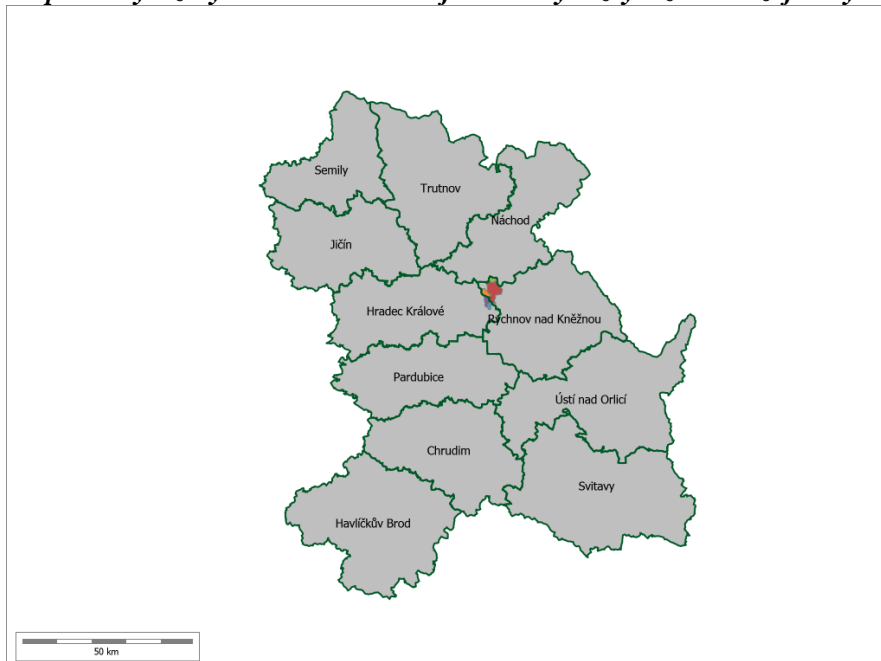 Semily
Trutnov
Náchod
Jičín
Hradec Králové
Rychnov nad Kněžnou
Pardubice
Ústí nad Orlicí
Chrudim
Svitavy
Havlíčkův Brod
50 km